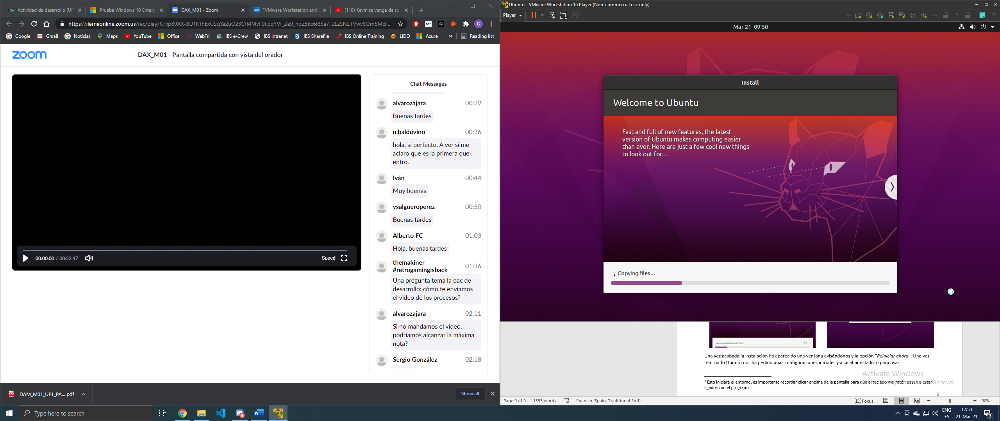 Actividad de desarrollo (UF
Prueba Windows 10 Enterp
DAX_M01 - Zoom
"VMware Workstation and
(118) Kevin se venga de su
https://ilernaonline.zoom.us/rec/play/K7xp89AX-BU1k1hExUSqYa2uO23CrMMvF0FpqYVf_Ze9_nqZ5kc6f83a7F2LzSN2TVwv8Qm5Mcl...
G
Google
Gmail
Noticias
Maps
YouTube
Office
WebTri
IBS e-Crew
IBS Intranet
IBS Sharefile
IBS Online Training
LIDO
Azure
»
Reading list
zoom
DAX_M01 - Pantalla compartida con vista del orador
00:00:00 / 00:52:47
Speed
Chat Messages
alvarozajara 00:29
Buenas tardes
n.balduvino 00:36
hola, si perfecto. A ver si me
aclaro que es la primera que
entro.
Iván 00:44
Muy buenas
vsalgueroperez 00:50
Buenas tardes
Alberto FC 01:03
Hola, buenas tardes
themakiner
#retrogamingisback 01:36
Una pregunta tema la pac de
desarrollo: cómo te enviamos
el video de los procesos?
alvarozajara 02:11
Si no mandamos el vídeo,
podríamos alcanzar la máxima
nota?
Sergio González 02:18
DAM_M01_UF1_PA....pdf
Show all
Ubuntu - VMware Workstation 16 Player (Non-commercial use only)
Player
Mar 21 09:50
Install
Welcome to Ubuntu
Fast and full of new features, the latest
version of Ubuntu makes computing easier
than ever. Here are just a few cool new things
to look out for...
Copying files...
Descargando fichero 29 de 29
Skip
Una vez acabada la instalación ha aparecido una ventana avisándonos y la opción "Reiniciar ahora". Una vez
reiniciado Ubuntu nos ha pedido unas configuraciones iniciales y al acabar está listo para usar.
Activate Windows
Go to Settings to activate Windows.
3 Esto iniciará el entorno, es importante recordar clicar encima de la pantalla para que el teclado y el ratón pasen a estar
ligados con el programa.
9
Page 9 of 9
1353 words
Spanish (Spain, Traditional Sort)
Focus
90%
Type here to search
ENG
ES
17:50
21-Mar-21
3